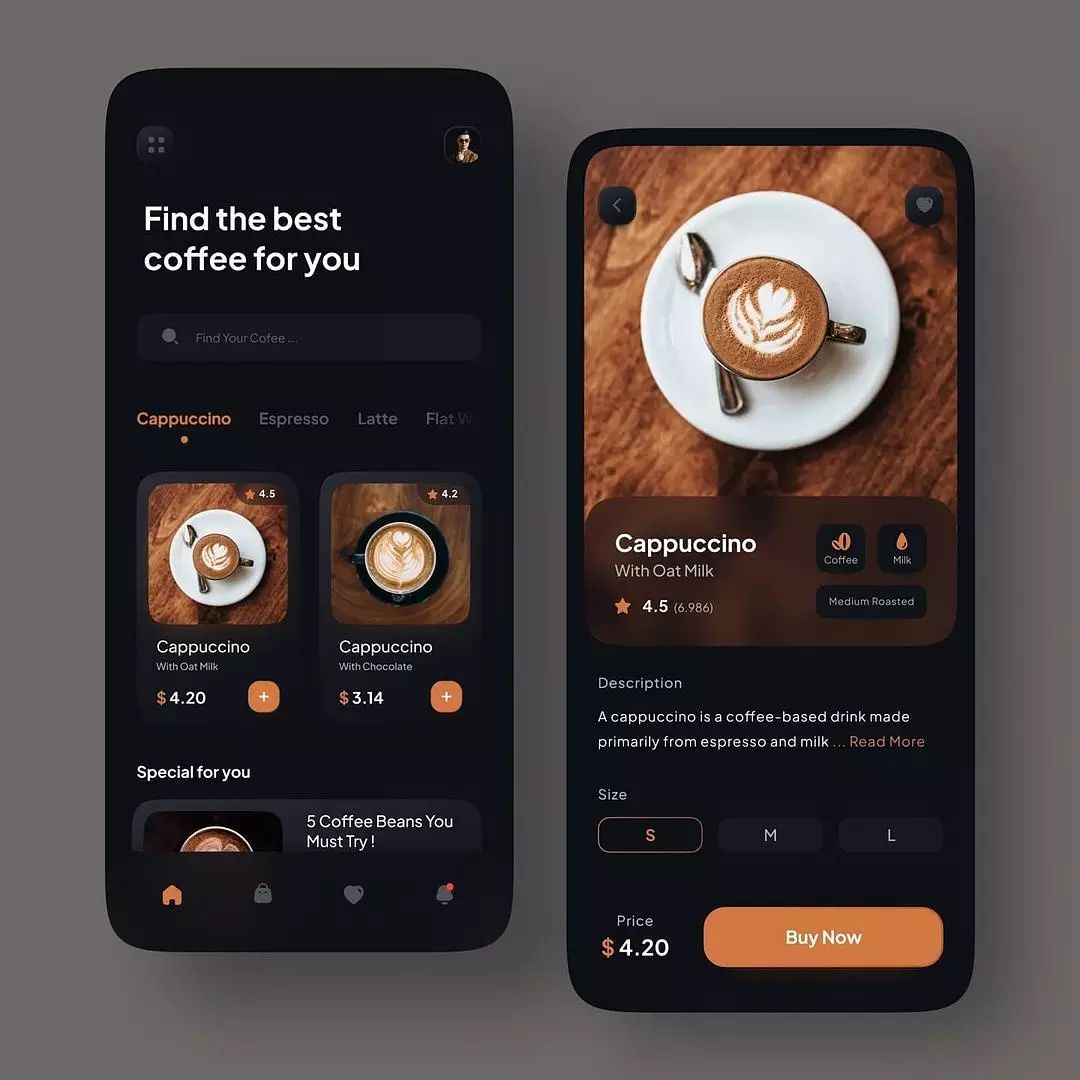 Find the best
coffee for you
Find Your Cofee ...
Cappuccino Espresso Latte Flat W
4.5
4.2
Cappuccino
With Oat Milk
$ 4.20
+
Cappuccino
With Chocolate
$ 3.14
+
Special for you
5 Coffee Beans You
Must Try !
Cappuccino
With Oat Milk
4.5 (6.986)
Coffee
Milk
Medium Roasted
Description
A cappuccino is a coffee-based drink made
primarily from espresso and milk ... Read More
Size
S M L
Price
$ 4.20
Buy Now